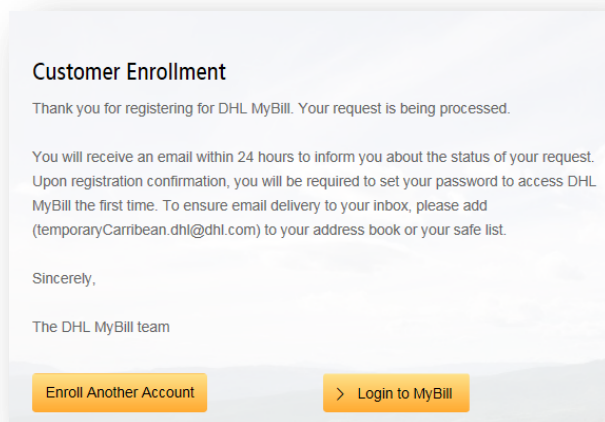 Customer Enrollment
Thank you for registering for DHL MyBill. Your request is being processed.
You will receive an email within 24 hours to inform you about the status of your request.
Upon registration confirmation, you will be required to set your password to access DHL
MyBill the first time. To ensure email delivery to your inbox, please add
(temporaryCarribean.dhl@dhl.com) to your address book or your safe list.
Sincerely,
The DHL MyBill team
Enroll Another Account
> Login to MyBill